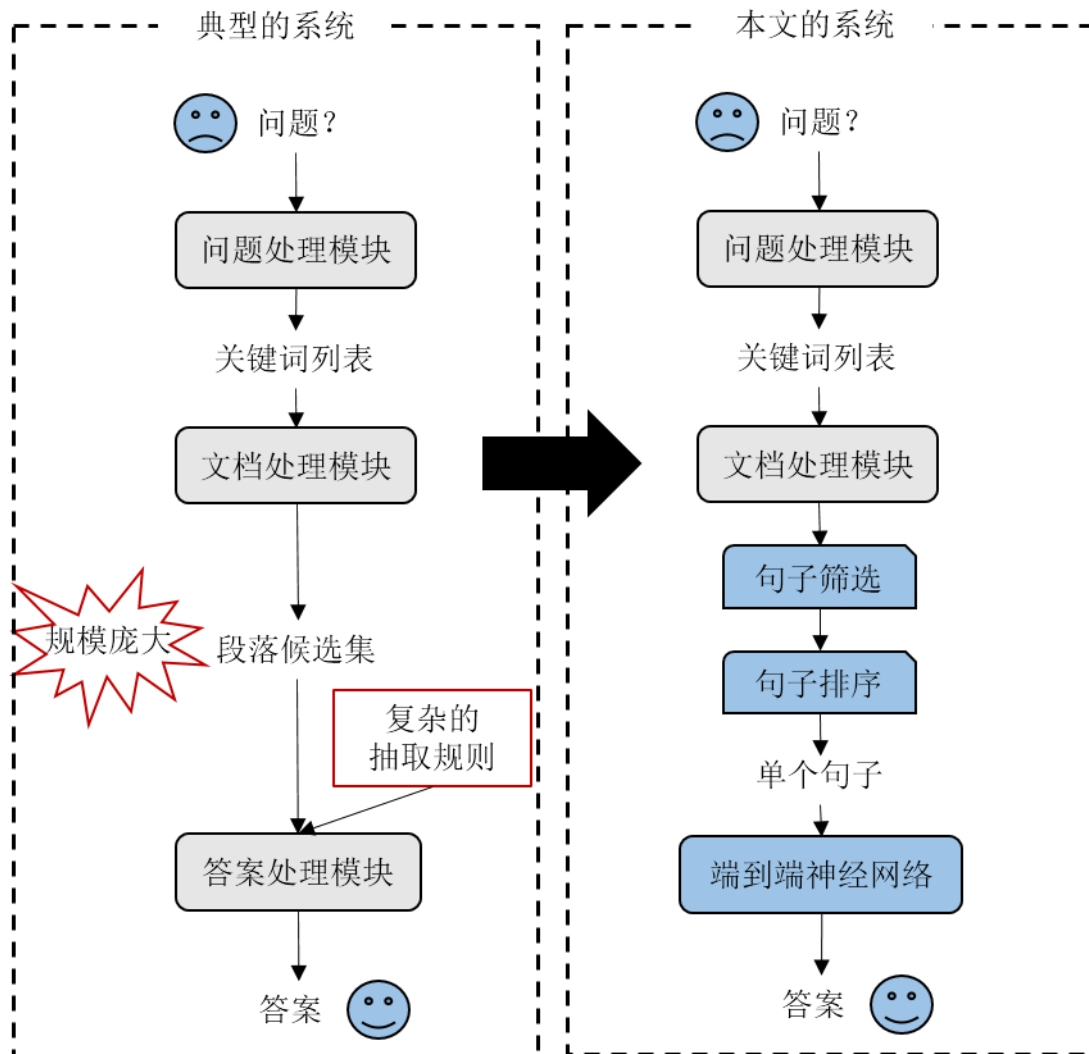 典型的系统
问题？
问题处理模块
关键词列表
文档处理模块
规模庞大
段落候选集
复杂的
抽取规则
答案处理模块
答案
本文的系统
问题？
问题处理模块
关键词列表
文档处理模块
句子筛选
句子排序
单个句子
端到端神经网络
答案